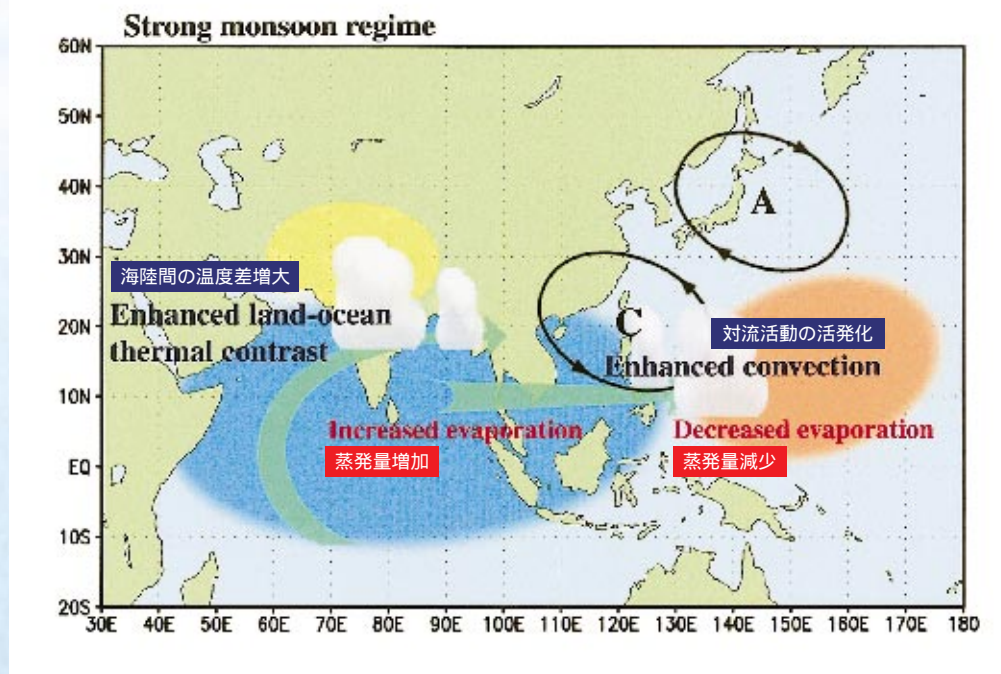 Strong monsoon regime
60N
50N
40N
A
30N
海陸間の温度差増大
Enhanced land-ocean
thermal contrast
20N
C
対流活動の活発化
Enhanced convection
10N
Increased evaporation
Decreased evaporation
蒸発量増加
蒸発量減少
EQ
10S
20S
30E 40E 50E 60E 70E 80E 90E 100E 110E 120E 130E 140E 150E 160E 170E 180